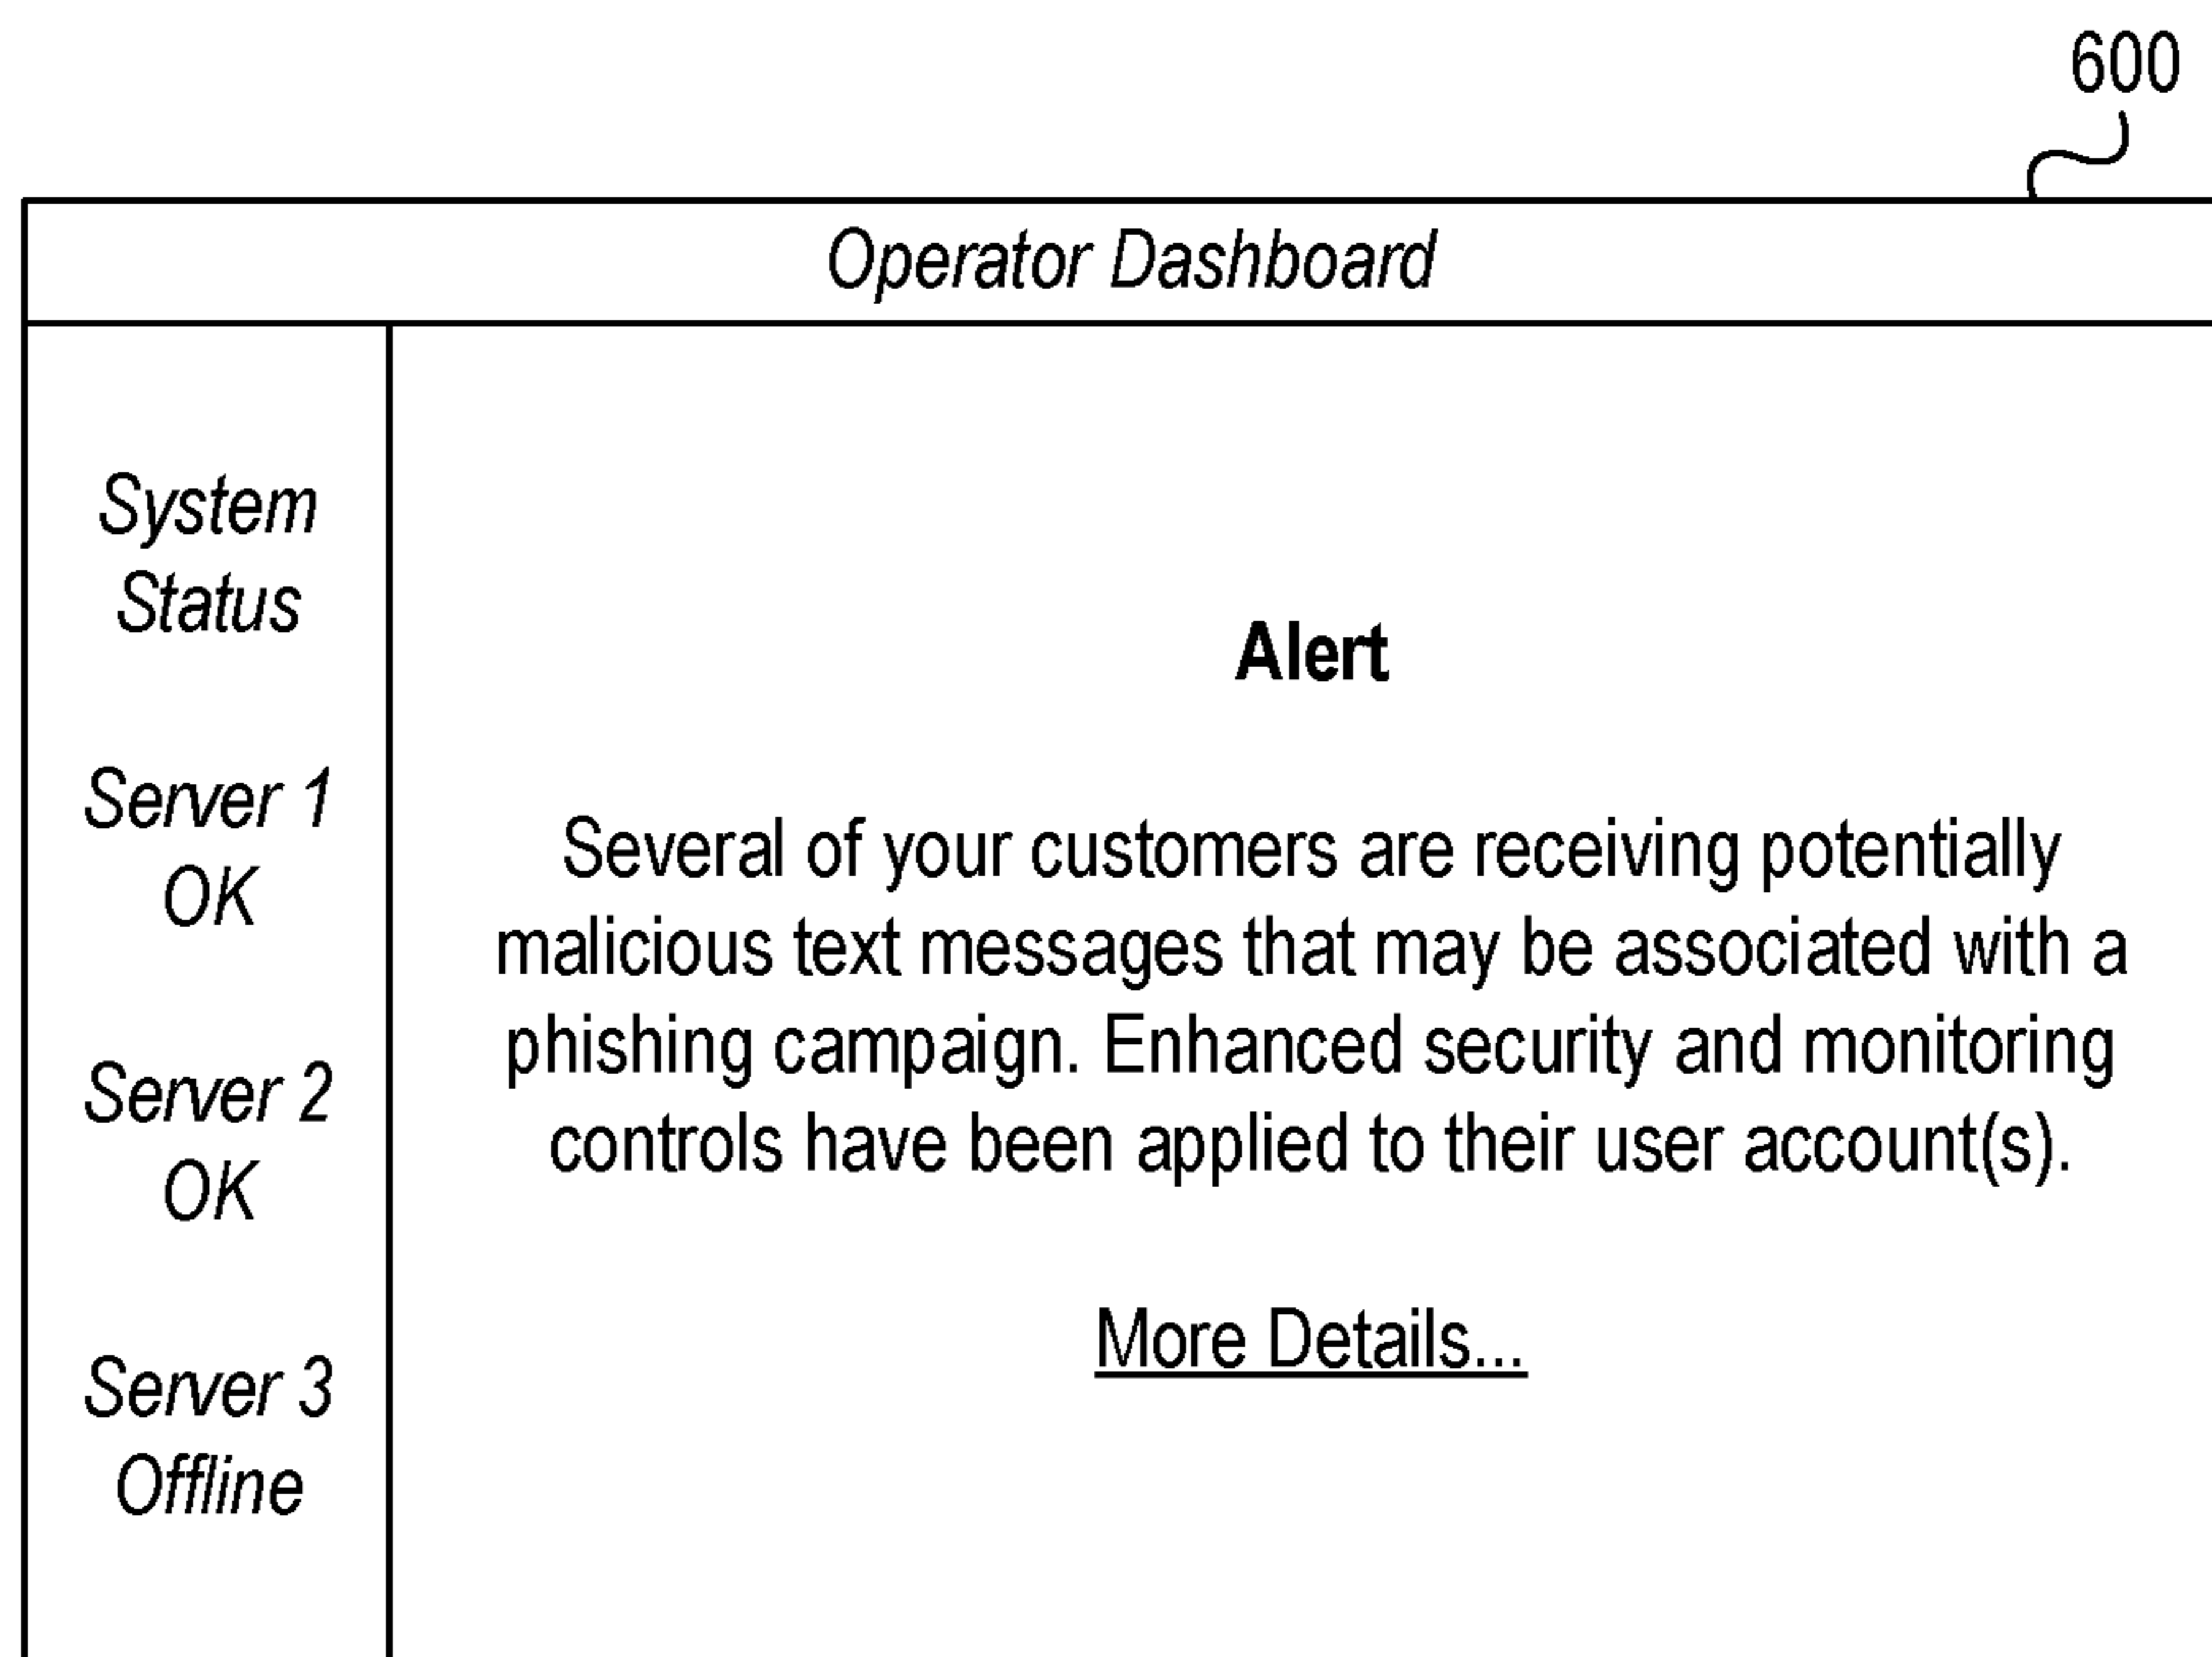 600
Operator Dashboard
System
Status
Server 1
OK
Server 2
OK
Server 3
Offline
Alert
Several of your customers are receiving potentially
malicious text messages that may be associated with a
phishing campaign. Enhanced security and monitoring
controls have been applied to their user account(s).
More Details...